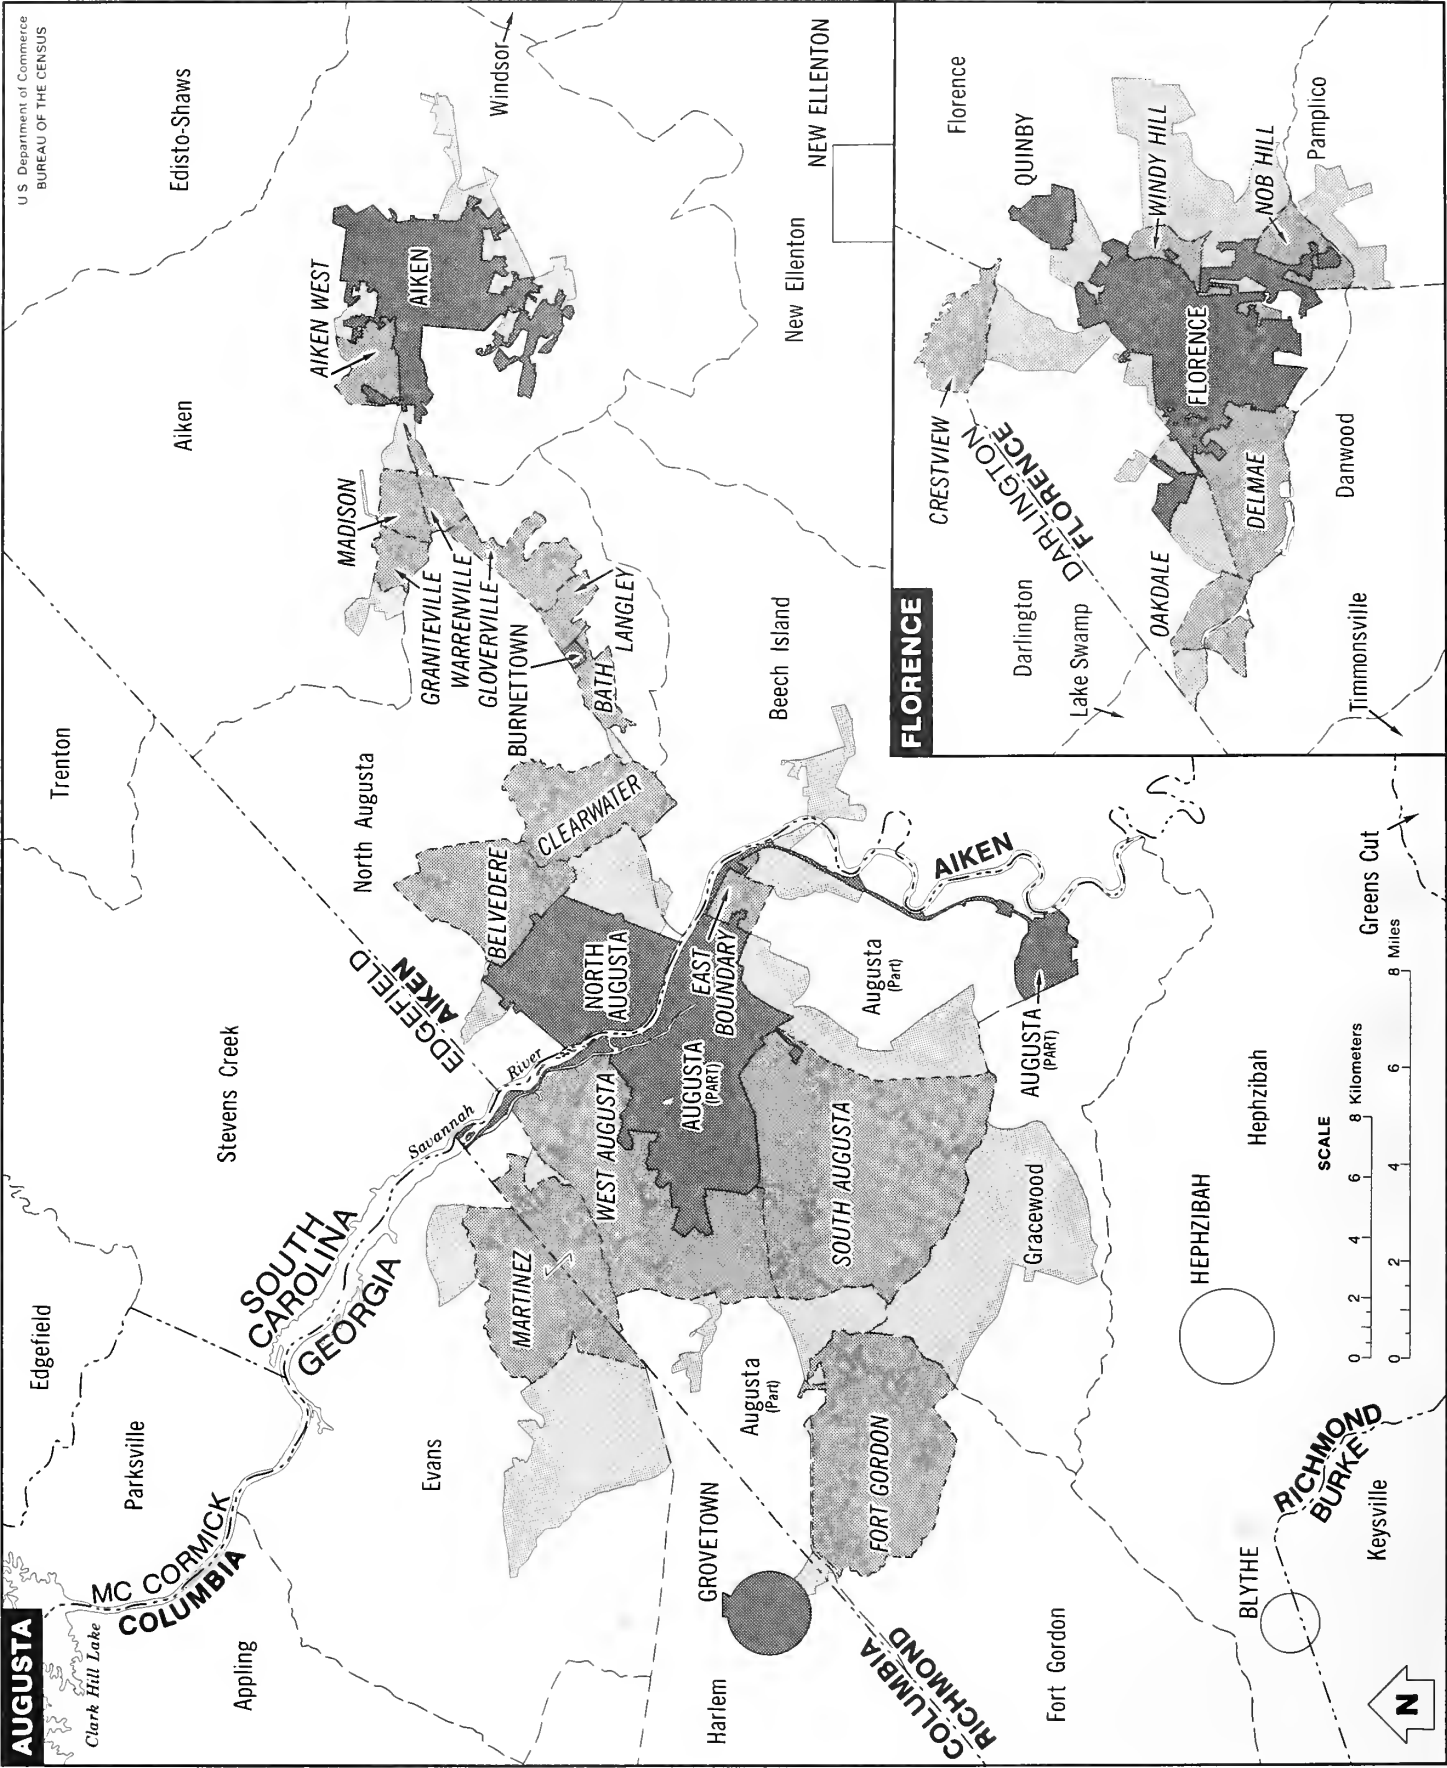 AUGUSTA
U S Department of Commerce
BUREAU OF THE CENSUS
Clark Hill Lake
MC CORMICK
COLUMBIA
Parksville
Edgefield
Trenton
Edisto-Shaws
Aiken
Windsor
Appling
Evans
SOUTH
CAROLINA
GEORGIA
Stevens Creek
Savannah
River
EDGEFIELD
AIKEN
North Augusta
MADISON
GRANITEVILLE
WARRENVILLE
GLOVERVILLE
BURNETTOWN
LANGLEY
BATH
AIKEN WEST
AIKEN
BELVEDERE
CLEARWATER
NORTH
AUGUSTA
MARTINEZ
WEST AUGUSTA
AUGUSTA
(PART)
EAST
BOUNDARY
Beech Island
New Ellenton
NEW ELLENTON
Harlem
GROVETOWN
Augusta
(Part)
SOUTH AUGUSTA
FORT GORDON
Augusta
(Part)
AIKEN
COLUMBIA
RICHMOND
Fort Gordon
Gracewood
AUGUSTA
(PART)
HEPHZIBAH
Hephzibah
BLYTHE
RICHMOND
BURKE
Keysville
Greens Cut
N
SCALE
0 2 4 6 8 Kilometers
0 2 4 6 8 Miles
FLORENCE
Florence
QUINBY
CRESTVIEW
DARLINGTON
FLORENCE
Darlington
Lake Swamp
OAKDALE
WINDY HILL
NOB HILL
FLORENCE
DELMAE
Danwood
Pamplico
Timmonsville